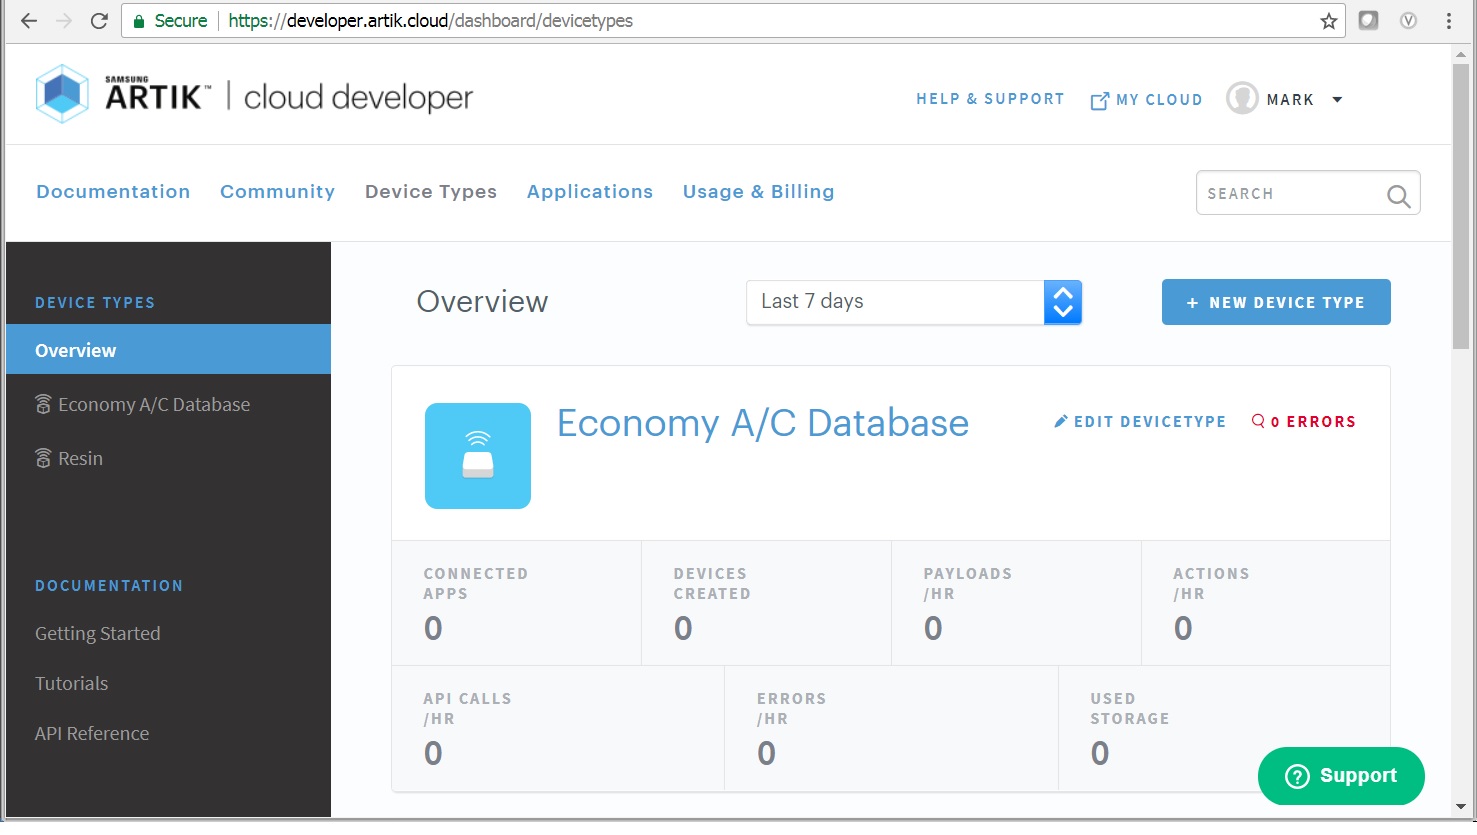 Secure https://developer.artik.cloud/dashboard/devicetypes
SAMSUNG
ARTIK™ | cloud developer
HELP & SUPPORT
MY CLOUD
MARK
Documentation
Community
Device Types
Applications
Usage & Billing
SEARCH
DEVICE TYPES
Overview
Economy A/C Database
Resin
DOCUMENTATION
Getting Started
Tutorials
API Reference
Overview
Last 7 days
+ NEW DEVICE TYPE
Economy A/C Database
EDIT DEVICETYPE
0 ERRORS
CONNECTED
APPS
0
DEVICES
CREATED
0
PAYLOADS
/HR
0
ACTIONS
/HR
0
API CALLS
/HR
0
ERRORS
/HR
0
USED
STORAGE
0
Support